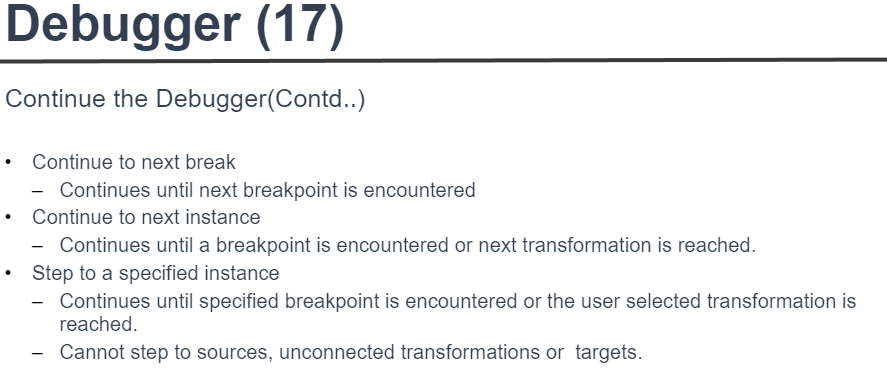 Debugger (17)
Continue the Debugger(Contd..)
• Continue to next break
– Continues until next breakpoint is encountered
• Continue to next instance
– Continues until a breakpoint is encountered or next transformation is reached.
• Step to a specified instance
– Continues until specified breakpoint is encountered or the user selected transformation is
reached.
– Cannot step to sources, unconnected transformations or  targets.